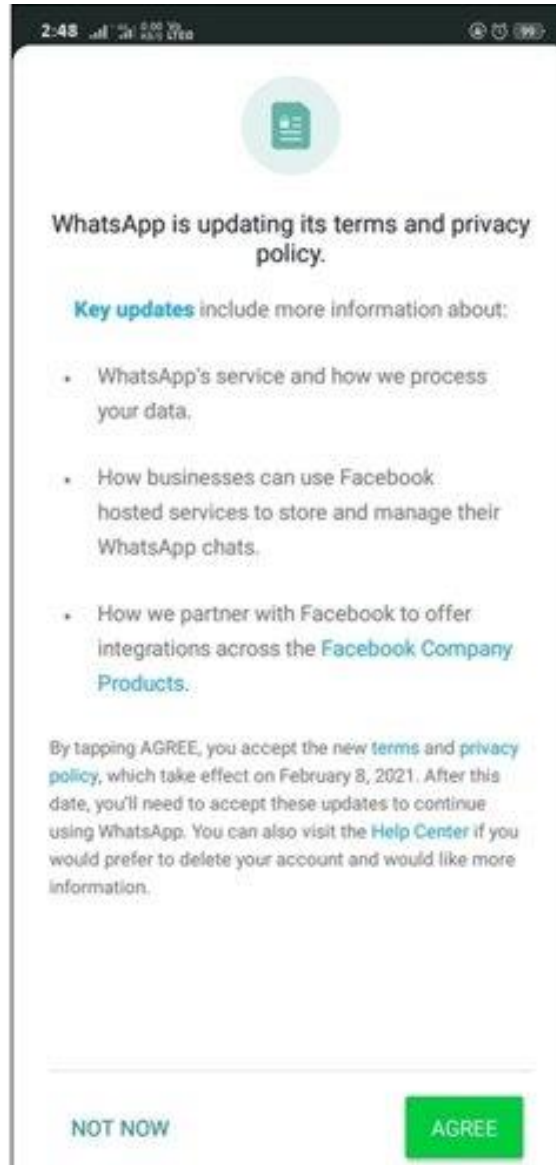 2:48
99
WhatsApp is updating its terms and privacy
policy.
Key updates include more information about:
• WhatsApp's service and how we process
your data.
• How businesses can use Facebook
hosted services to store and manage their
WhatsApp chats.
• How we partner with Facebook to offer
integrations across the Facebook Company
Products.
By tapping AGREE, you accept the new terms and privacy
policy, which take effect on February 8, 2021. After this
date, you'll need to accept these updates to continue
using WhatsApp. You can also visit the Help Center if you
would prefer to delete your account and would like more
information.
NOT NOW
AGREE